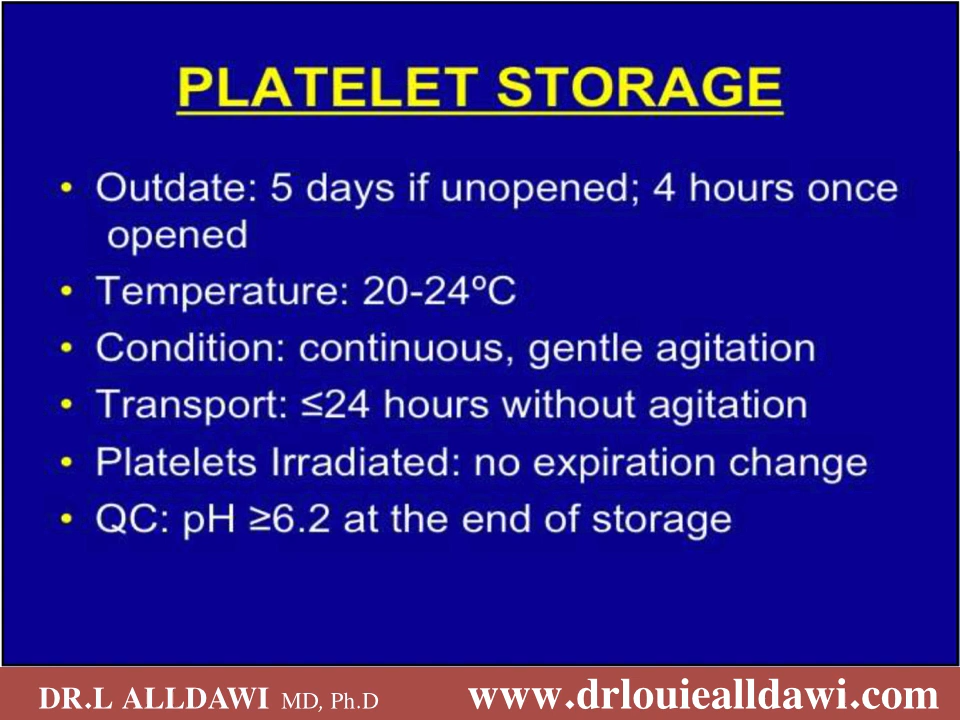 PLATELET STORAGE
• Outdate: 5 days if unopened; 4 hours once
opened
• Temperature: 20-24ºC
• Condition: continuous, gentle agitation
• Transport: ≤24 hours without agitation
• Platelets Irradiated: no expiration change
• QC: pH ≥6.2 at the end of storage
DR.L ALLDAWI MD, Ph.D www.drlouiealldawi.com